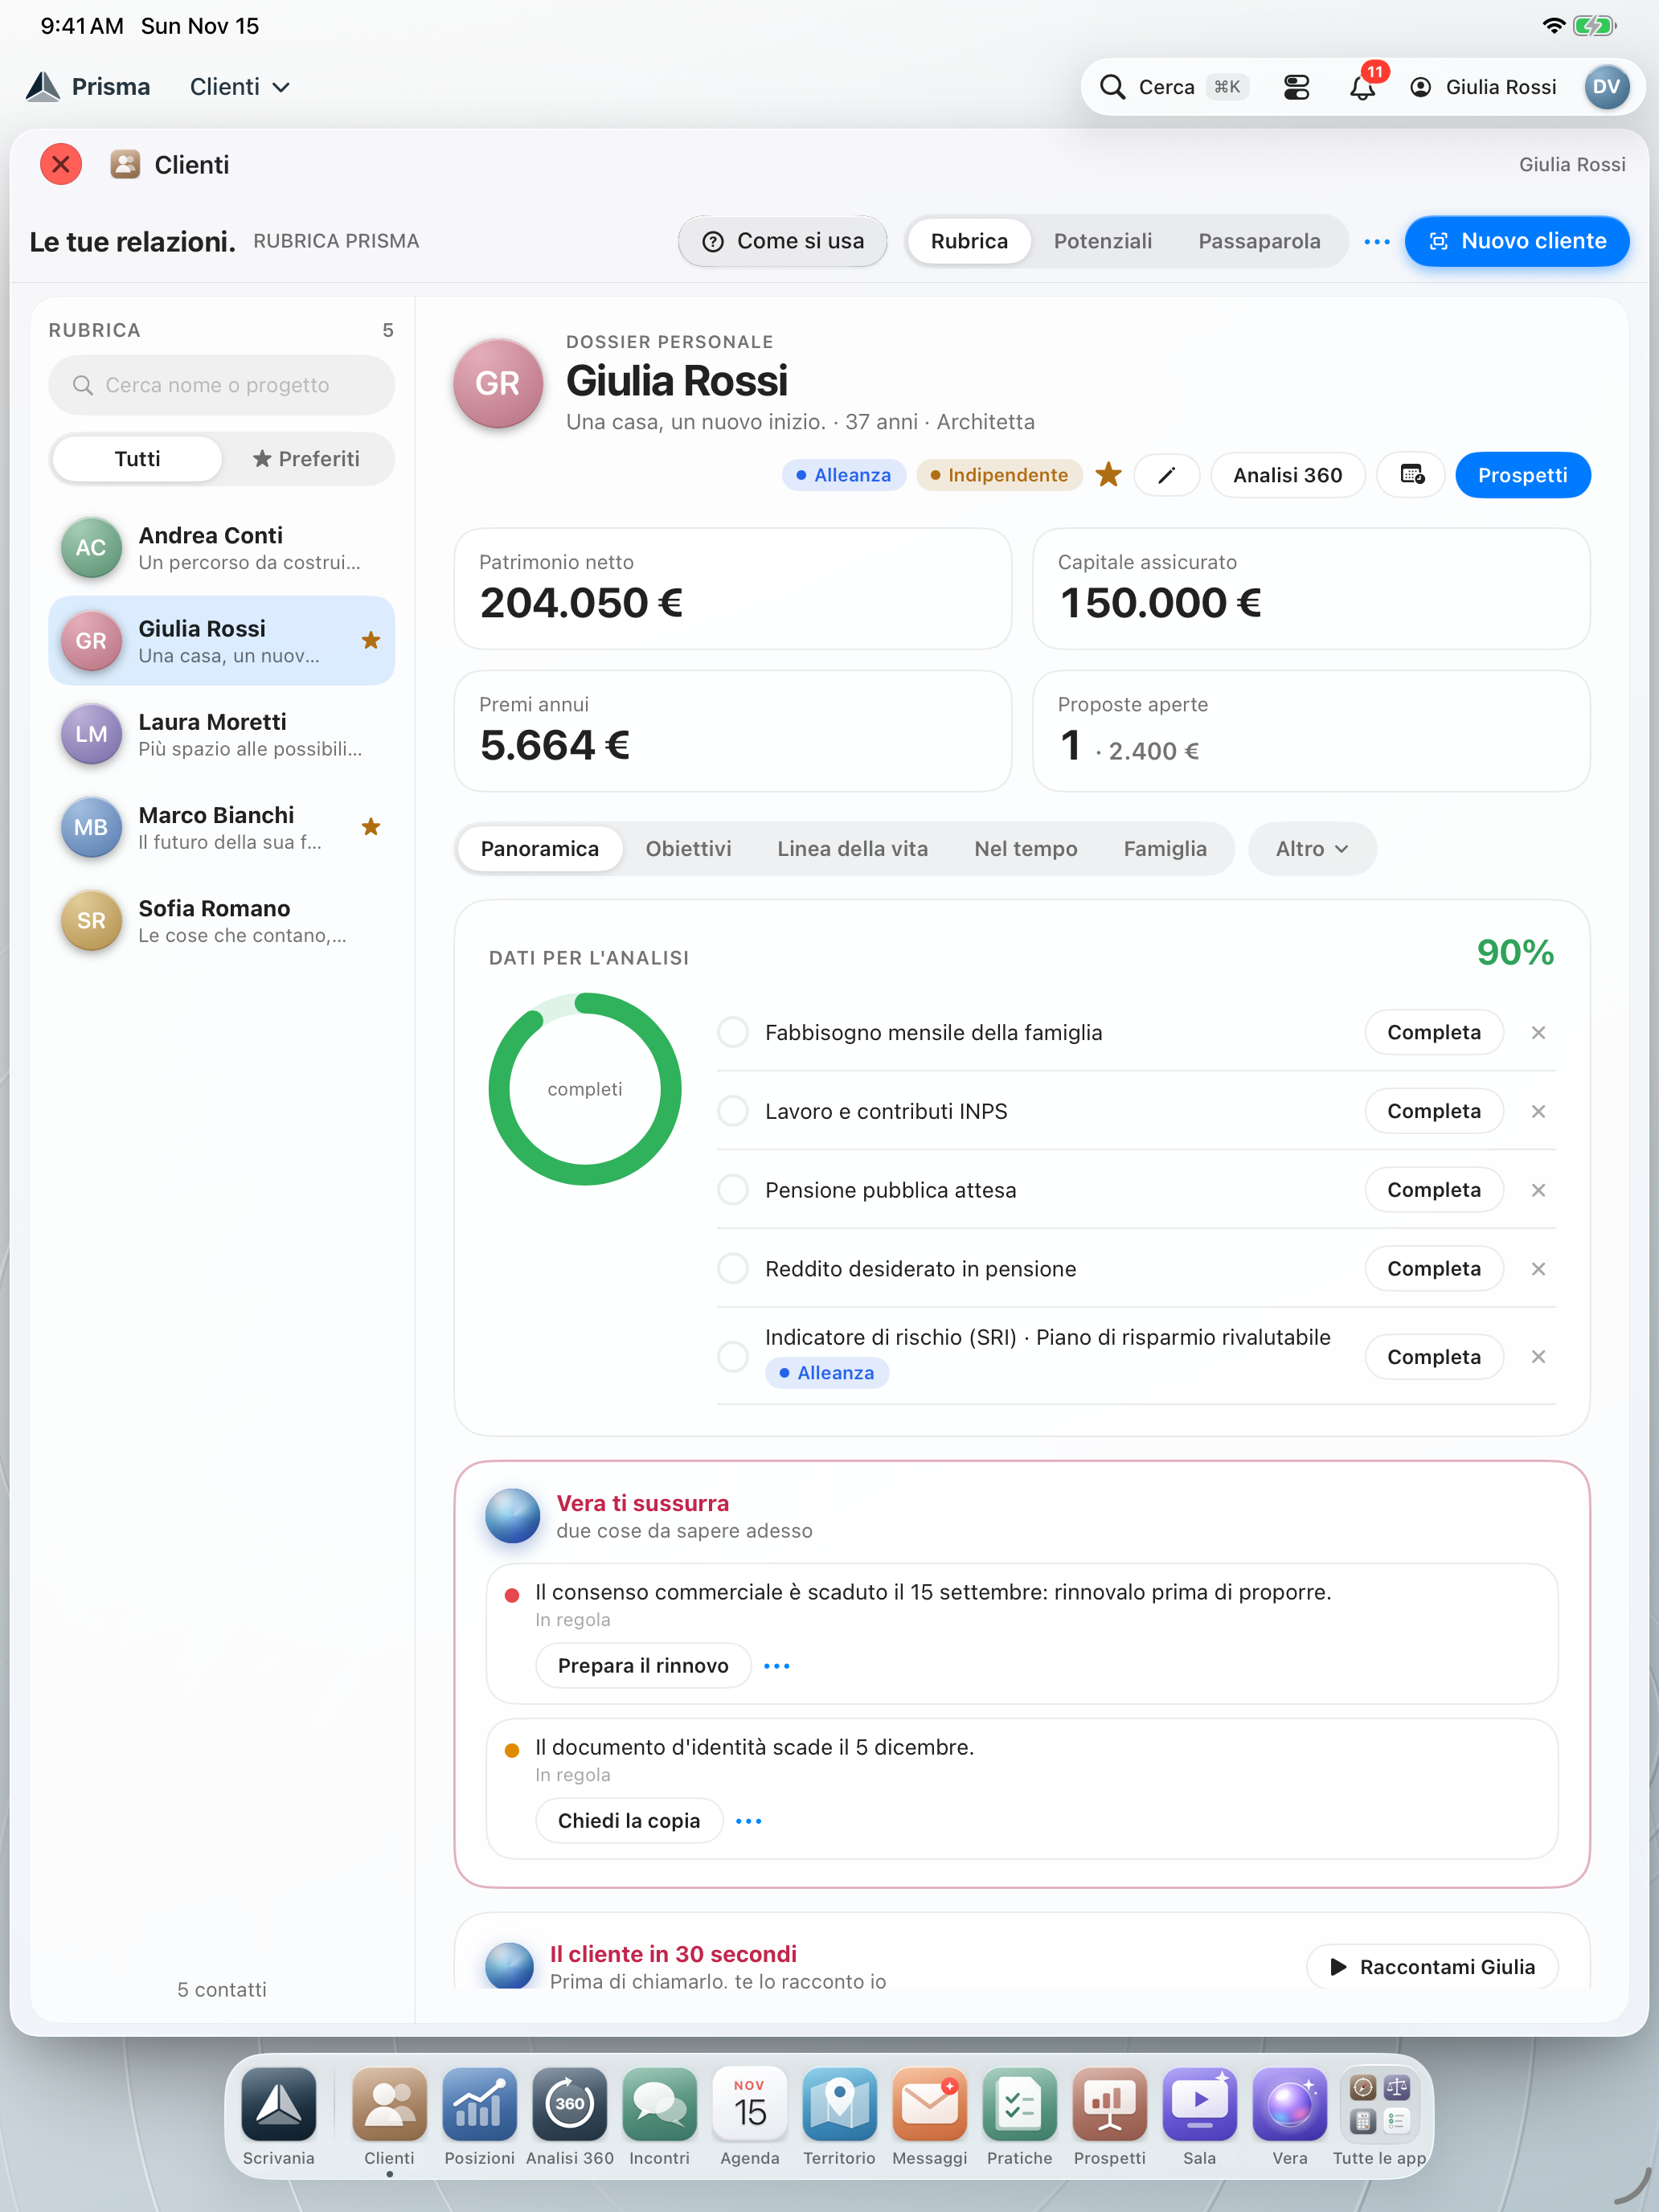 9:41 AM Sun Nov 15
Prisma Clienti
Cerca ⌘K 11 Giulia Rossi DV
Clienti
Giulia Rossi
Le tue relazioni. RUBRICA PRISMA
Come si usa
Rubrica Potenziali Passaparola
Nuovo cliente
RUBRICA 5
Cerca nome o progetto
Tutti Preferiti
AC Andrea Conti
Un percorso da costrui...
GR Giulia Rossi
Una casa, un nuov...
LM Laura Moretti
Più spazio alle possibili...
MB Marco Bianchi
Il futuro della sua f...
SR Sofia Romano
Le cose che contano,...
5 contatti
GR
DOSSIER PERSONALE
Giulia Rossi
Una casa, un nuovo inizio. · 37 anni · Architetta
Alleanza Indipendente Analisi 360 Prospetti
Patrimonio netto
204.050 €
Capitale assicurato
150.000 €
Premi annui
5.664 €
Proposte aperte
1 · 2.400 €
Panoramica Obiettivi Linea della vita Nel tempo Famiglia Altro
DATI PER L'ANALISI 90%
completi
Fabbisogno mensile della famiglia Completa
Lavoro e contributi INPS Completa
Pensione pubblica attesa Completa
Reddito desiderato in pensione Completa
Indicatore di rischio (SRI) · Piano di risparmio rivalutabile Completa
Alleanza
Vera ti sussurra
due cose da sapere adesso
Il consenso commerciale è scaduto il 15 settembre: rinnovalo prima di proporre.
In regola
Prepara il rinnovo
Il documento d'identità scade il 5 dicembre.
In regola
Chiedi la copia
Il cliente in 30 secondi
Prima di chiamarlo, te lo racconto io
Raccontami Giulia
360
NOV
15
Scrivania Clienti Posizioni Analisi 360 Incontri Agenda Territorio Messaggi Pratiche Prospetti Sala Vera Tutte le app